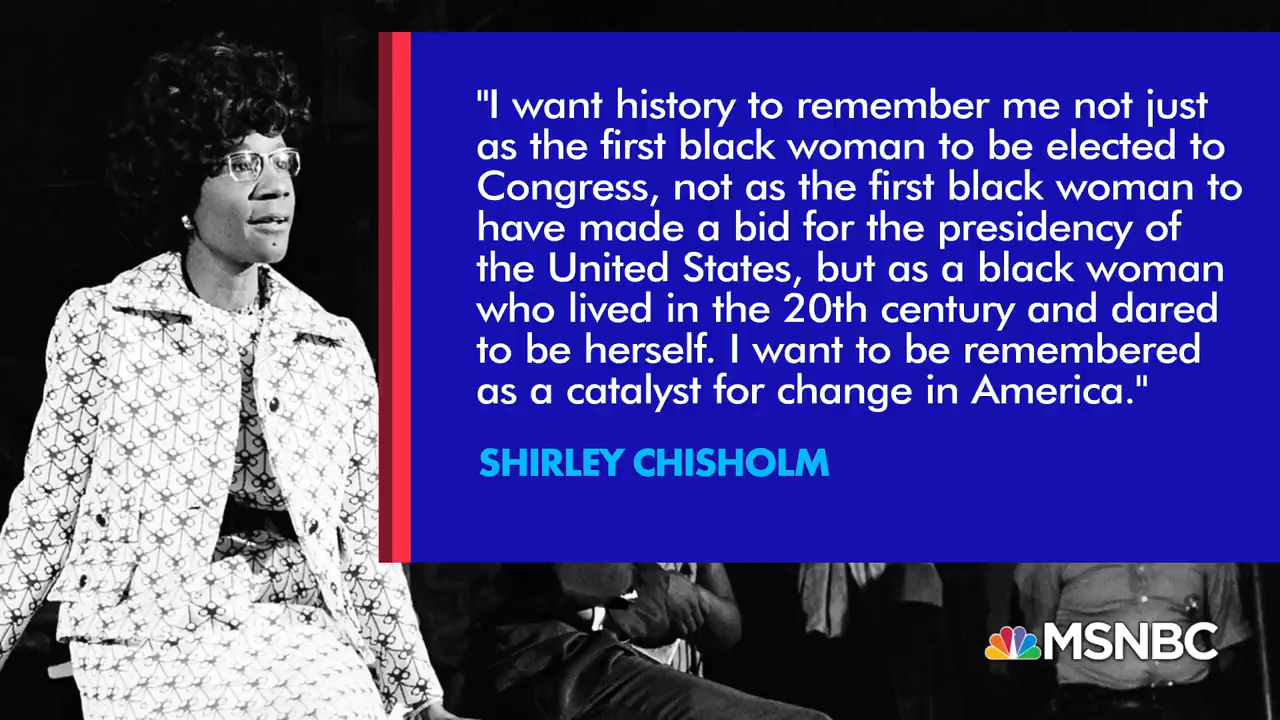 "I want history to remember me not just
as the first black woman to be elected to
Congress, not as the first black woman to
have made a bid for the presidency of
the United States, but as a black woman
who lived in the 20th century and dared
to be herself. I want to be remembered
as a catalyst for change in America."
SHIRLEY CHISHOLM
MSNBC